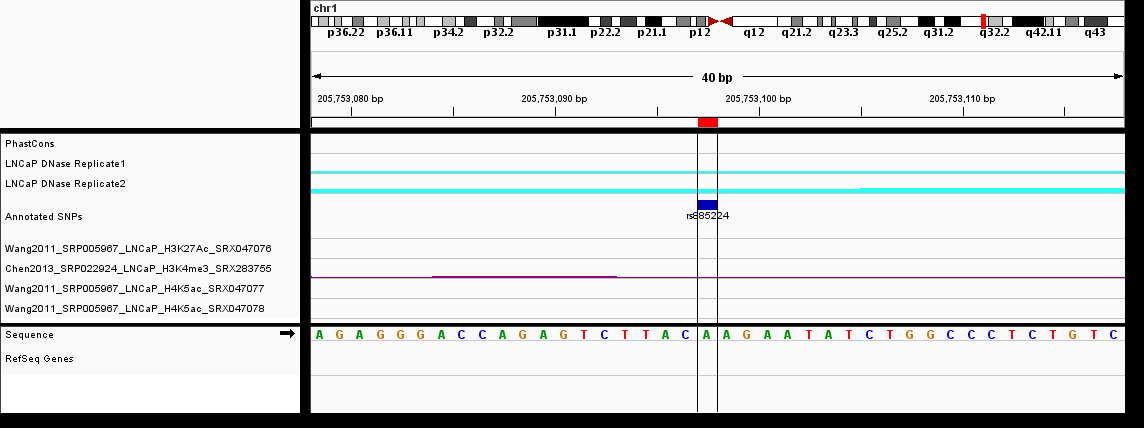 chr1
p36.22 p36.11 p34.2 p32.2 p31.1 p22.2 p21.1 p12 q12 q21.2 q23.3 q25.2 q31.2 q32.2 q42.11 q43
40 bp
205,753,080 bp 205,753,090 bp 205,753,100 bp 205,753,110 bp
PhastCons
LNCaP DNase Replicate1
LNCaP DNase Replicate2
Annotated SNPs
rs885224
Wang2011_SRP005967_LNCaP_H3K27Ac_SRX047076
Chen2013_SRP022924_LNCaP_H3K4me3_SRX283755
Wang2011_SRP005967_LNCaP_H4K5ac_SRX047077
Wang2011_SRP005967_LNCaP_H4K5ac_SRX047078
Sequence A G A G G G A C C A G A G T C T T A C A A G A A T A T C T G G C C C T C T G T C
RefSeq Genes